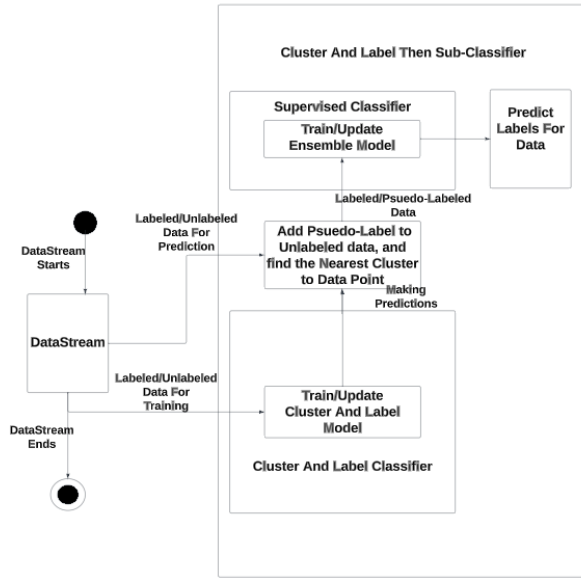 Cluster And Label Then Sub-Classifier
Supervised Classifier
Train/Update
Ensemble Model
Predict
Labels For
Data
Labeled/Psuedo-Labeled
Data
Labeled/Unlabeled
Data For
Prediction
Add Psuedo-Label to
Unlabeled data, and
find the Nearest Cluster
to Data Point
DataStream
Starts
Making
Predictions
DataStream
Labeled/Unlabeled
Data For
Training
Train/Update
Cluster And Label
Model
DataStream
Ends
Cluster And Label Classifier